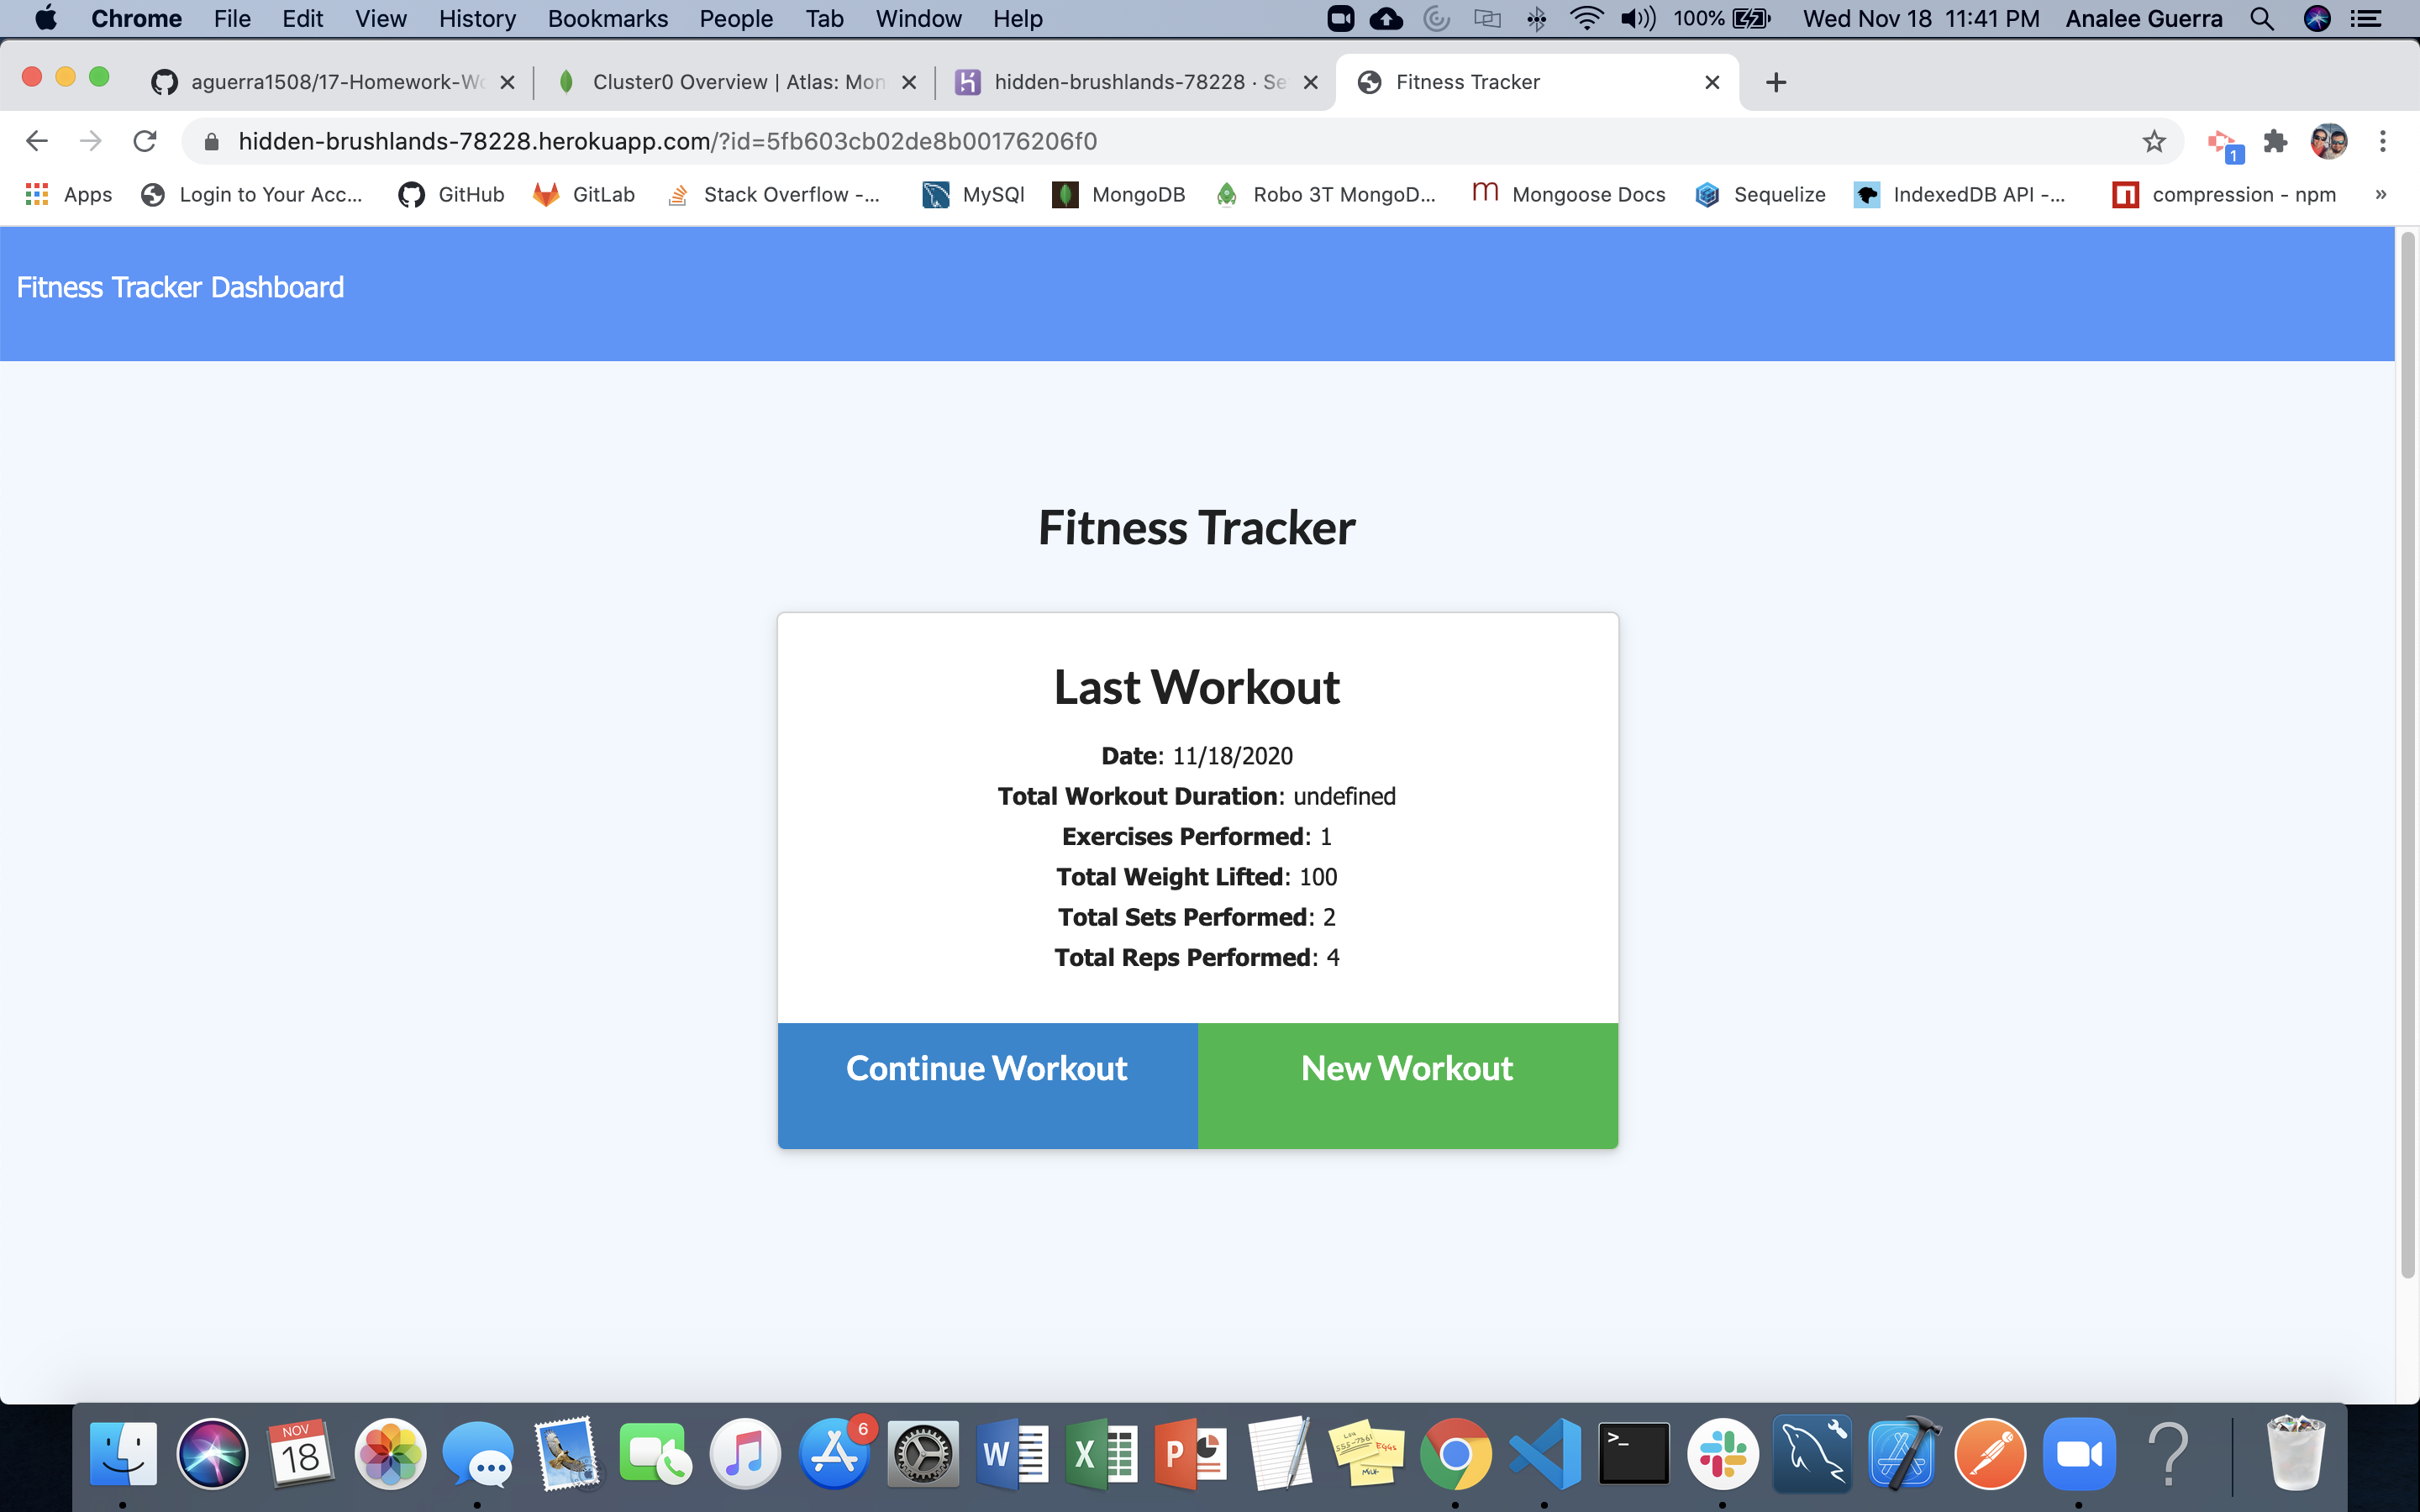 Chrome File Edit View History Bookmarks People Tab Window Help 100% Wed Nov 18 11:41 PM Analee Guerra
aguerra1508/17-Homework-Wo Cluster0 Overview | Atlas: Mon hidden-brushlands-78228 · Se Fitness Tracker
hidden-brushlands-78228.herokuapp.com/?id=5fb603cb02de8b00176206f0 1
Apps Login to Your Acc... GitHub GitLab Stack Overflow -... MySQl MongoDB Robo 3T MongoD... Mongoose Docs Sequelize IndexedDB API -... compression - npm »
Fitness Tracker Dashboard
Fitness Tracker
Last Workout
Date: 11/18/2020
Total Workout Duration: undefined
Exercises Performed: 1
Total Weight Lifted: 100
Total Sets Performed: 2
Total Reps Performed: 4
Continue Workout New Workout
NOV
18
6
W X P